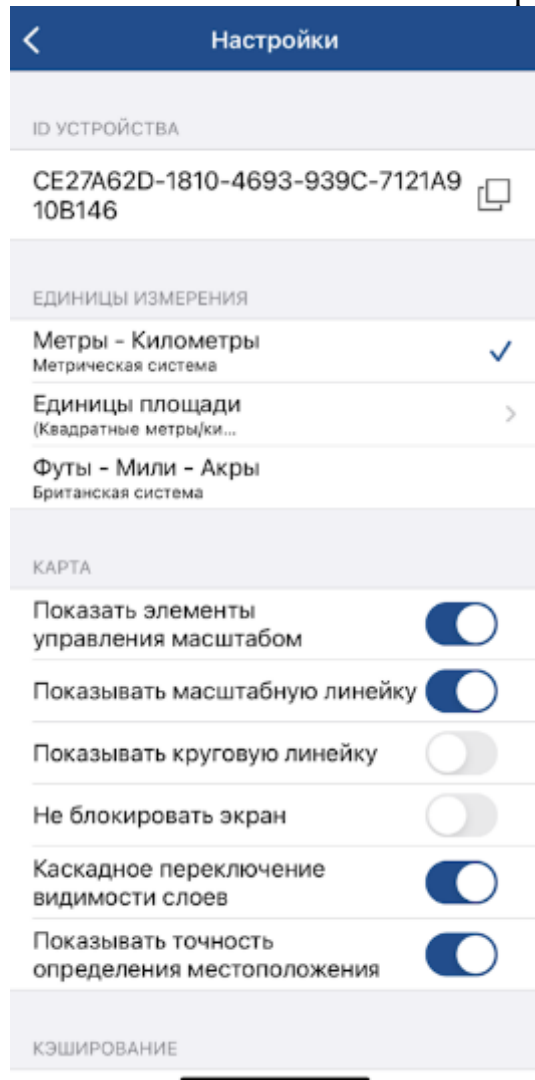 Настройки
ID УСТРОЙСТВА
CE27A62D-1810-4693-939C-7121A9
10B146
ЕДИНИЦЫ ИЗМЕРЕНИЯ
Метры - Километры
Метрическая система
Единицы площади
(Квадратные метры/ки...
Футы - Мили - Акры
Британская система
КАРТА
Показать элементы
управления масштабом
Показывать масштабную линейку
Показывать круговую линейку
Не блокировать экран
Каскадное переключение
видимости слоев
Показывать точность
определения местоположения
КЭШИРОВАНИЕ